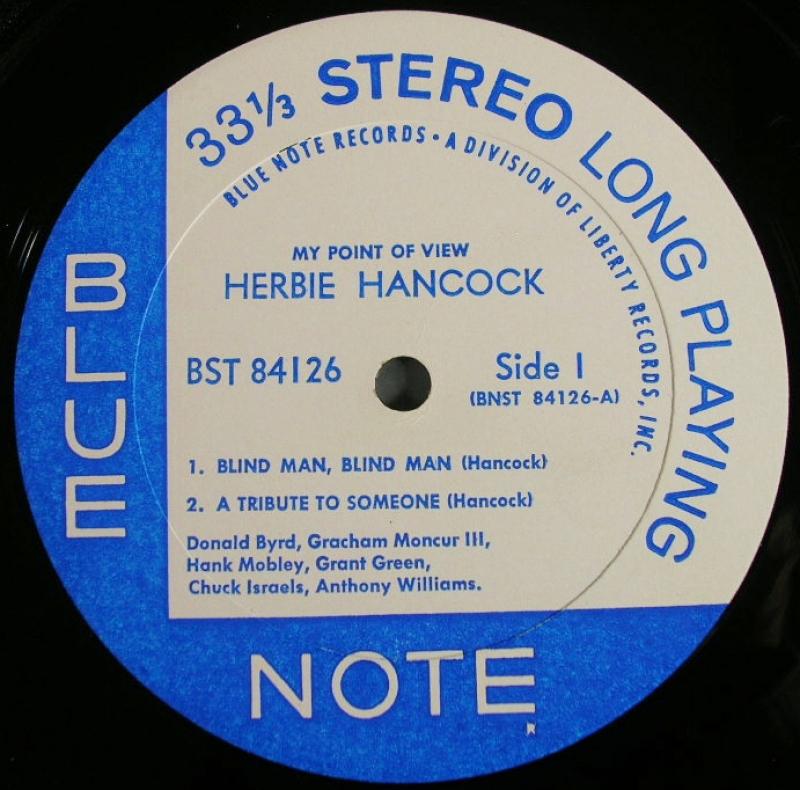 33 1/3 STEREO LONG PLAYING
BLUE NOTE RECORDS • A DIVISION OF LIBERTY RECORDS, INC.
MY POINT OF VIEW
HERBIE HANCOCK
BST 84126
Side 1
(BNST 84126-A)
1. BLIND MAN, BLIND MAN (Hancock)
2. A TRIBUTE TO SOMEONE (Hancock)
Donald Byrd, Gracham Moncur III,
Hank Mobley, Grant Green,
Chuck Israels, Anthony Williams.
BLUE
NOTE